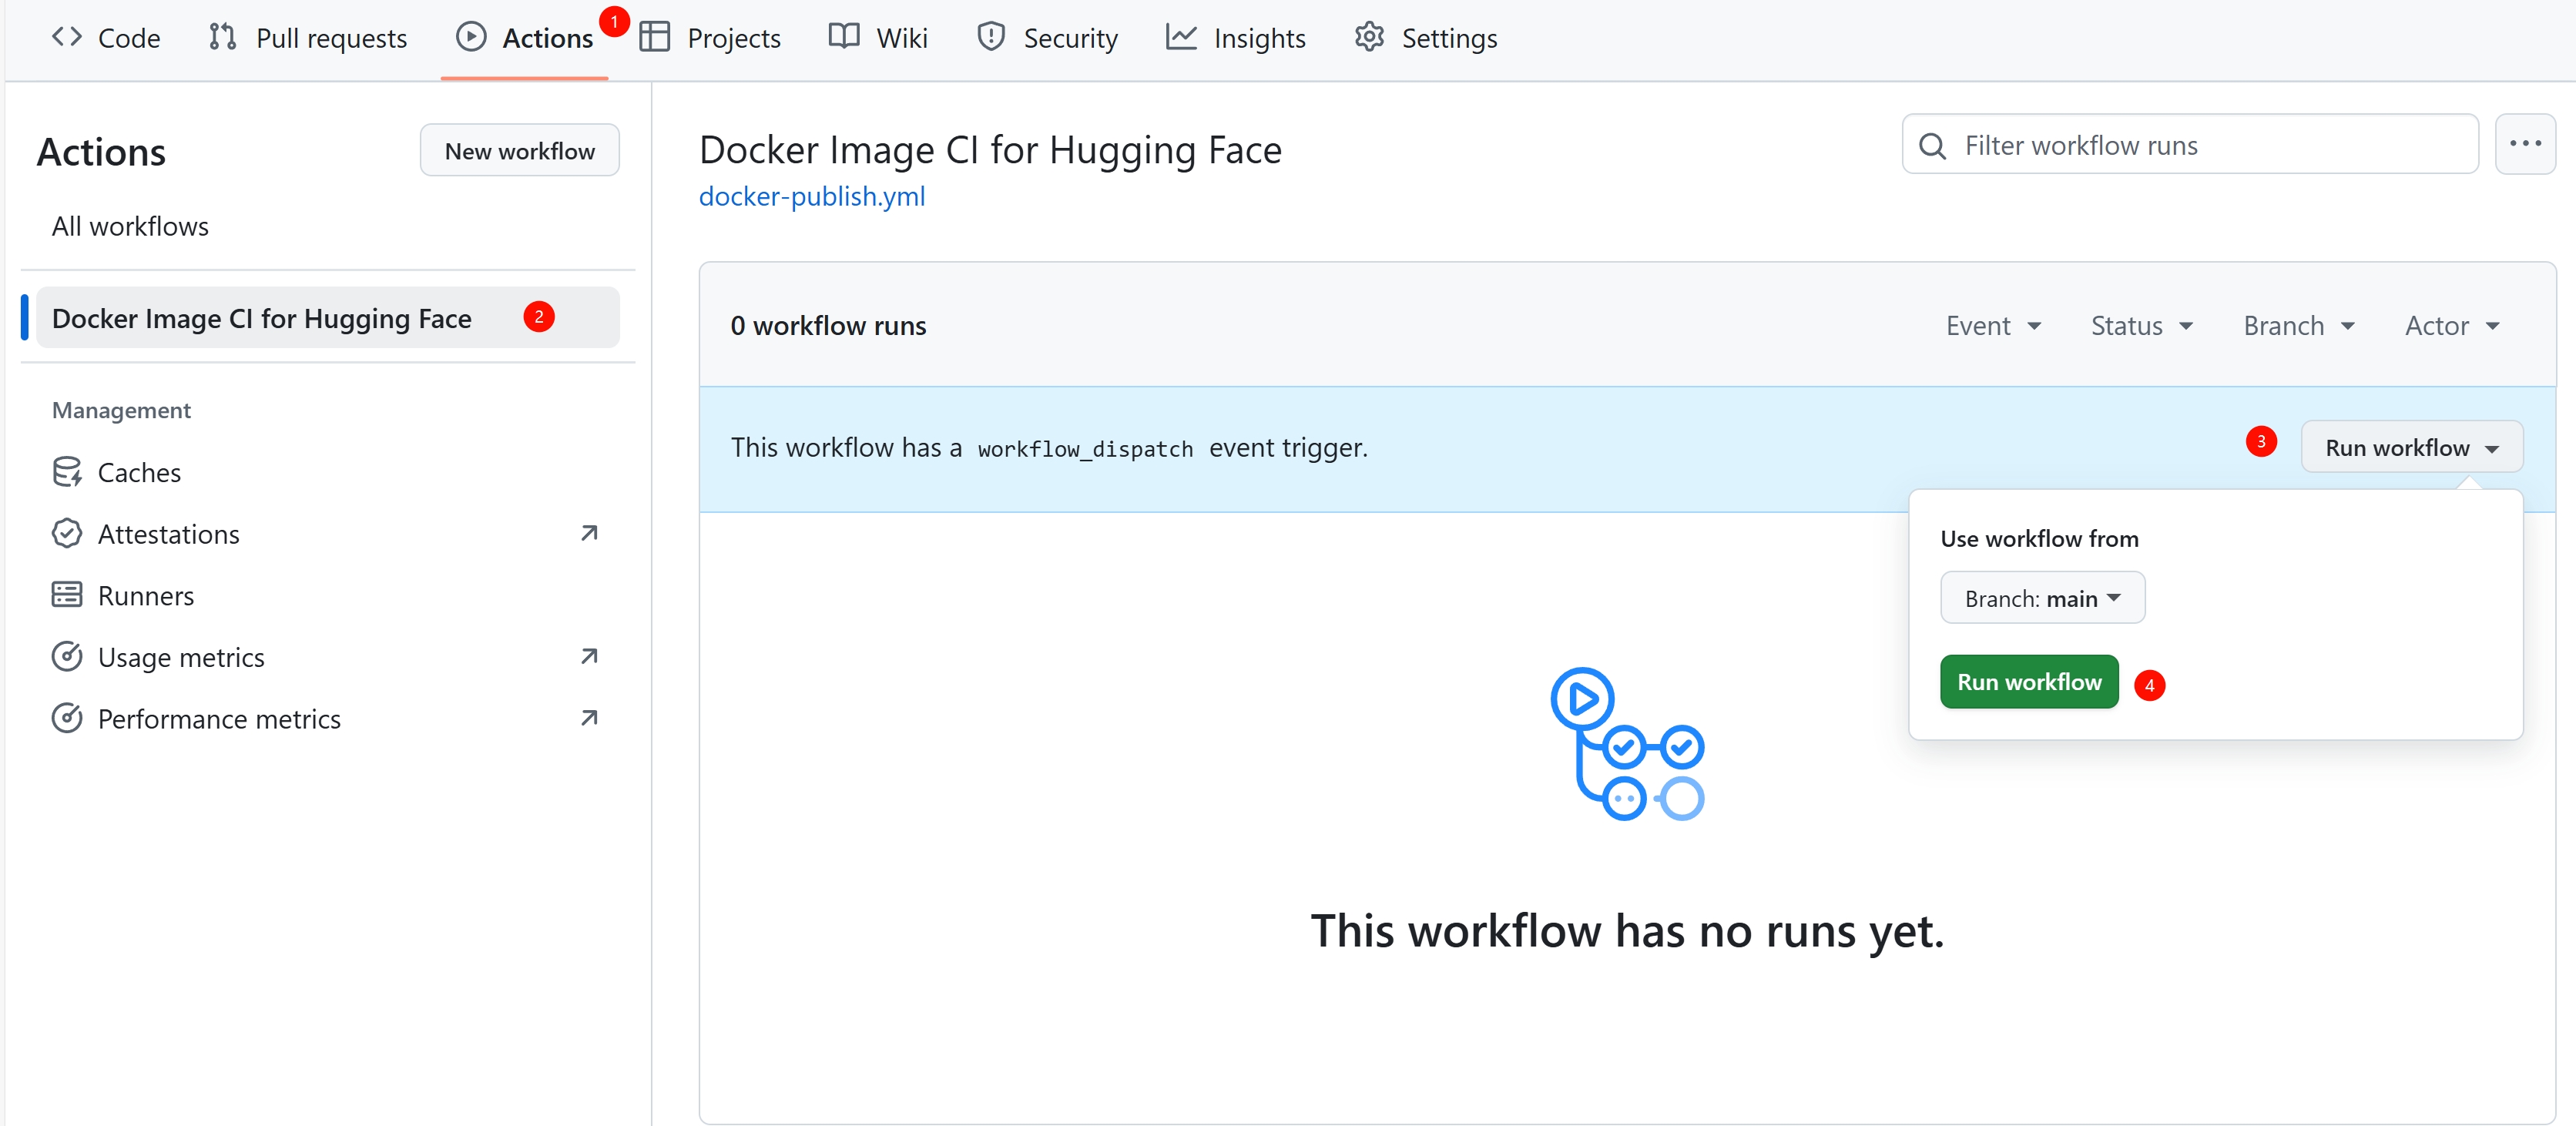 Code Pull requests Actions 1 Projects Wiki Security Insights Settings
Actions
New workflow
All workflows
Docker Image CI for Hugging Face 2
Management
Caches
Attestations
Runners
Usage metrics
Performance metrics
Docker Image CI for Hugging Face
docker-publish.yml
Filter workflow runs
0 workflow runs
Event Status Branch Actor
This workflow has a workflow_dispatch event trigger.
3 Run workflow
Use workflow from
Branch: main
Run workflow 4
This workflow has no runs yet.